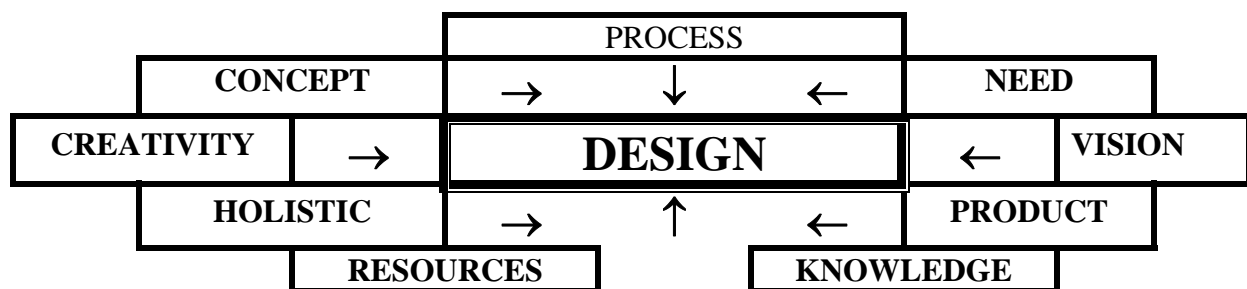 PROCESS
CONCEPT → ↓ ← NEED
CREATIVITY → DESIGN ← VISION
HOLISTIC → ↑ ← PRODUCT
RESOURCES KNOWLEDGE